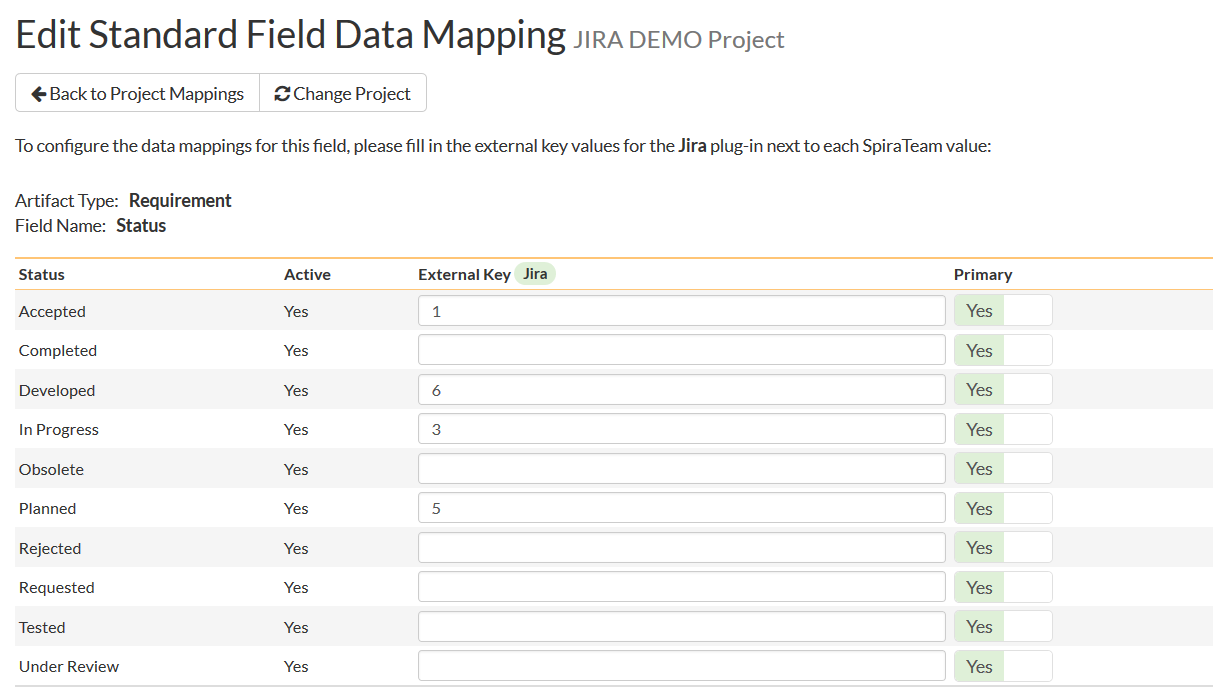 Edit Standard Field Data Mapping JIRA DEMO Project
Back to Project Mappings Change Project
To configure the data mappings for this field, please fill in the external key values for the Jira plug-in next to each SpiraTeam value:
Artifact Type: Requirement
Field Name: Status
Status Active External Key Jira Primary
Accepted Yes 1 Yes
Completed Yes Yes
Developed Yes 6 Yes
In Progress Yes 3 Yes
Obsolete Yes Yes
Planned Yes 5 Yes
Rejected Yes Yes
Requested Yes Yes
Tested Yes Yes
Under Review Yes Yes